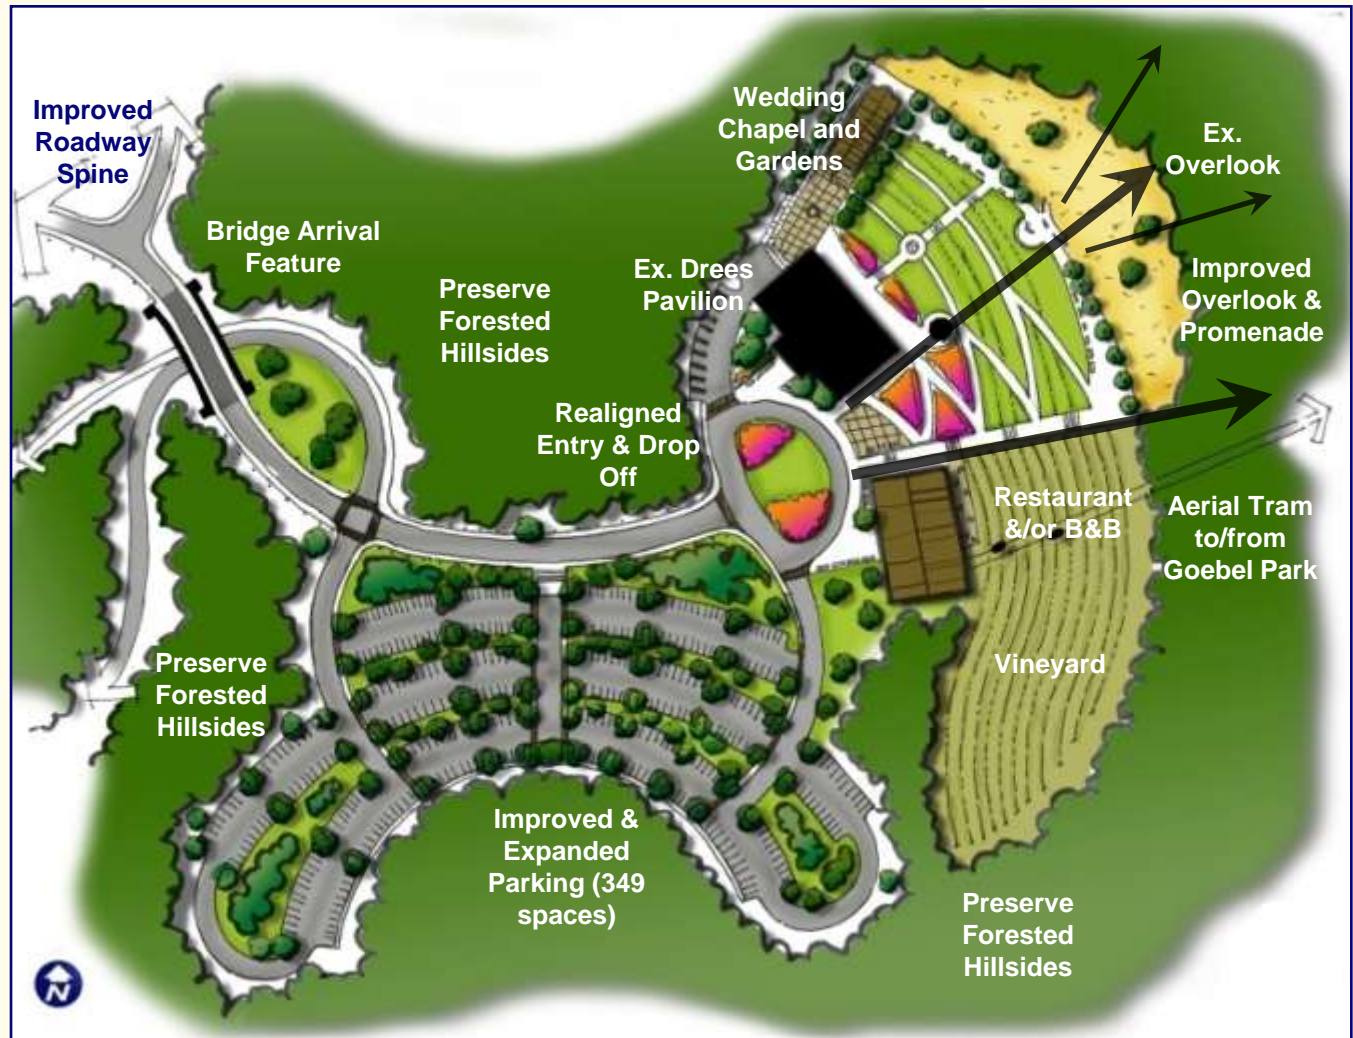 Improved
Roadway
Spine
Wedding
Chapel and
Gardens
Ex.
Overlook
Bridge Arrival
Feature
Preserve
Forested
Hillsides
Ex. Drees
Pavilion
Improved
Overlook &
Promenade
Realigned
Entry & Drop
Off
Restaurant
&/or B&B
Aerial Tram
to/from
Goebel Park
Preserve
Forested
Hillsides
Vineyard
Improved &
Expanded
Parking (349
spaces)
Preserve
Forested
Hillsides
N